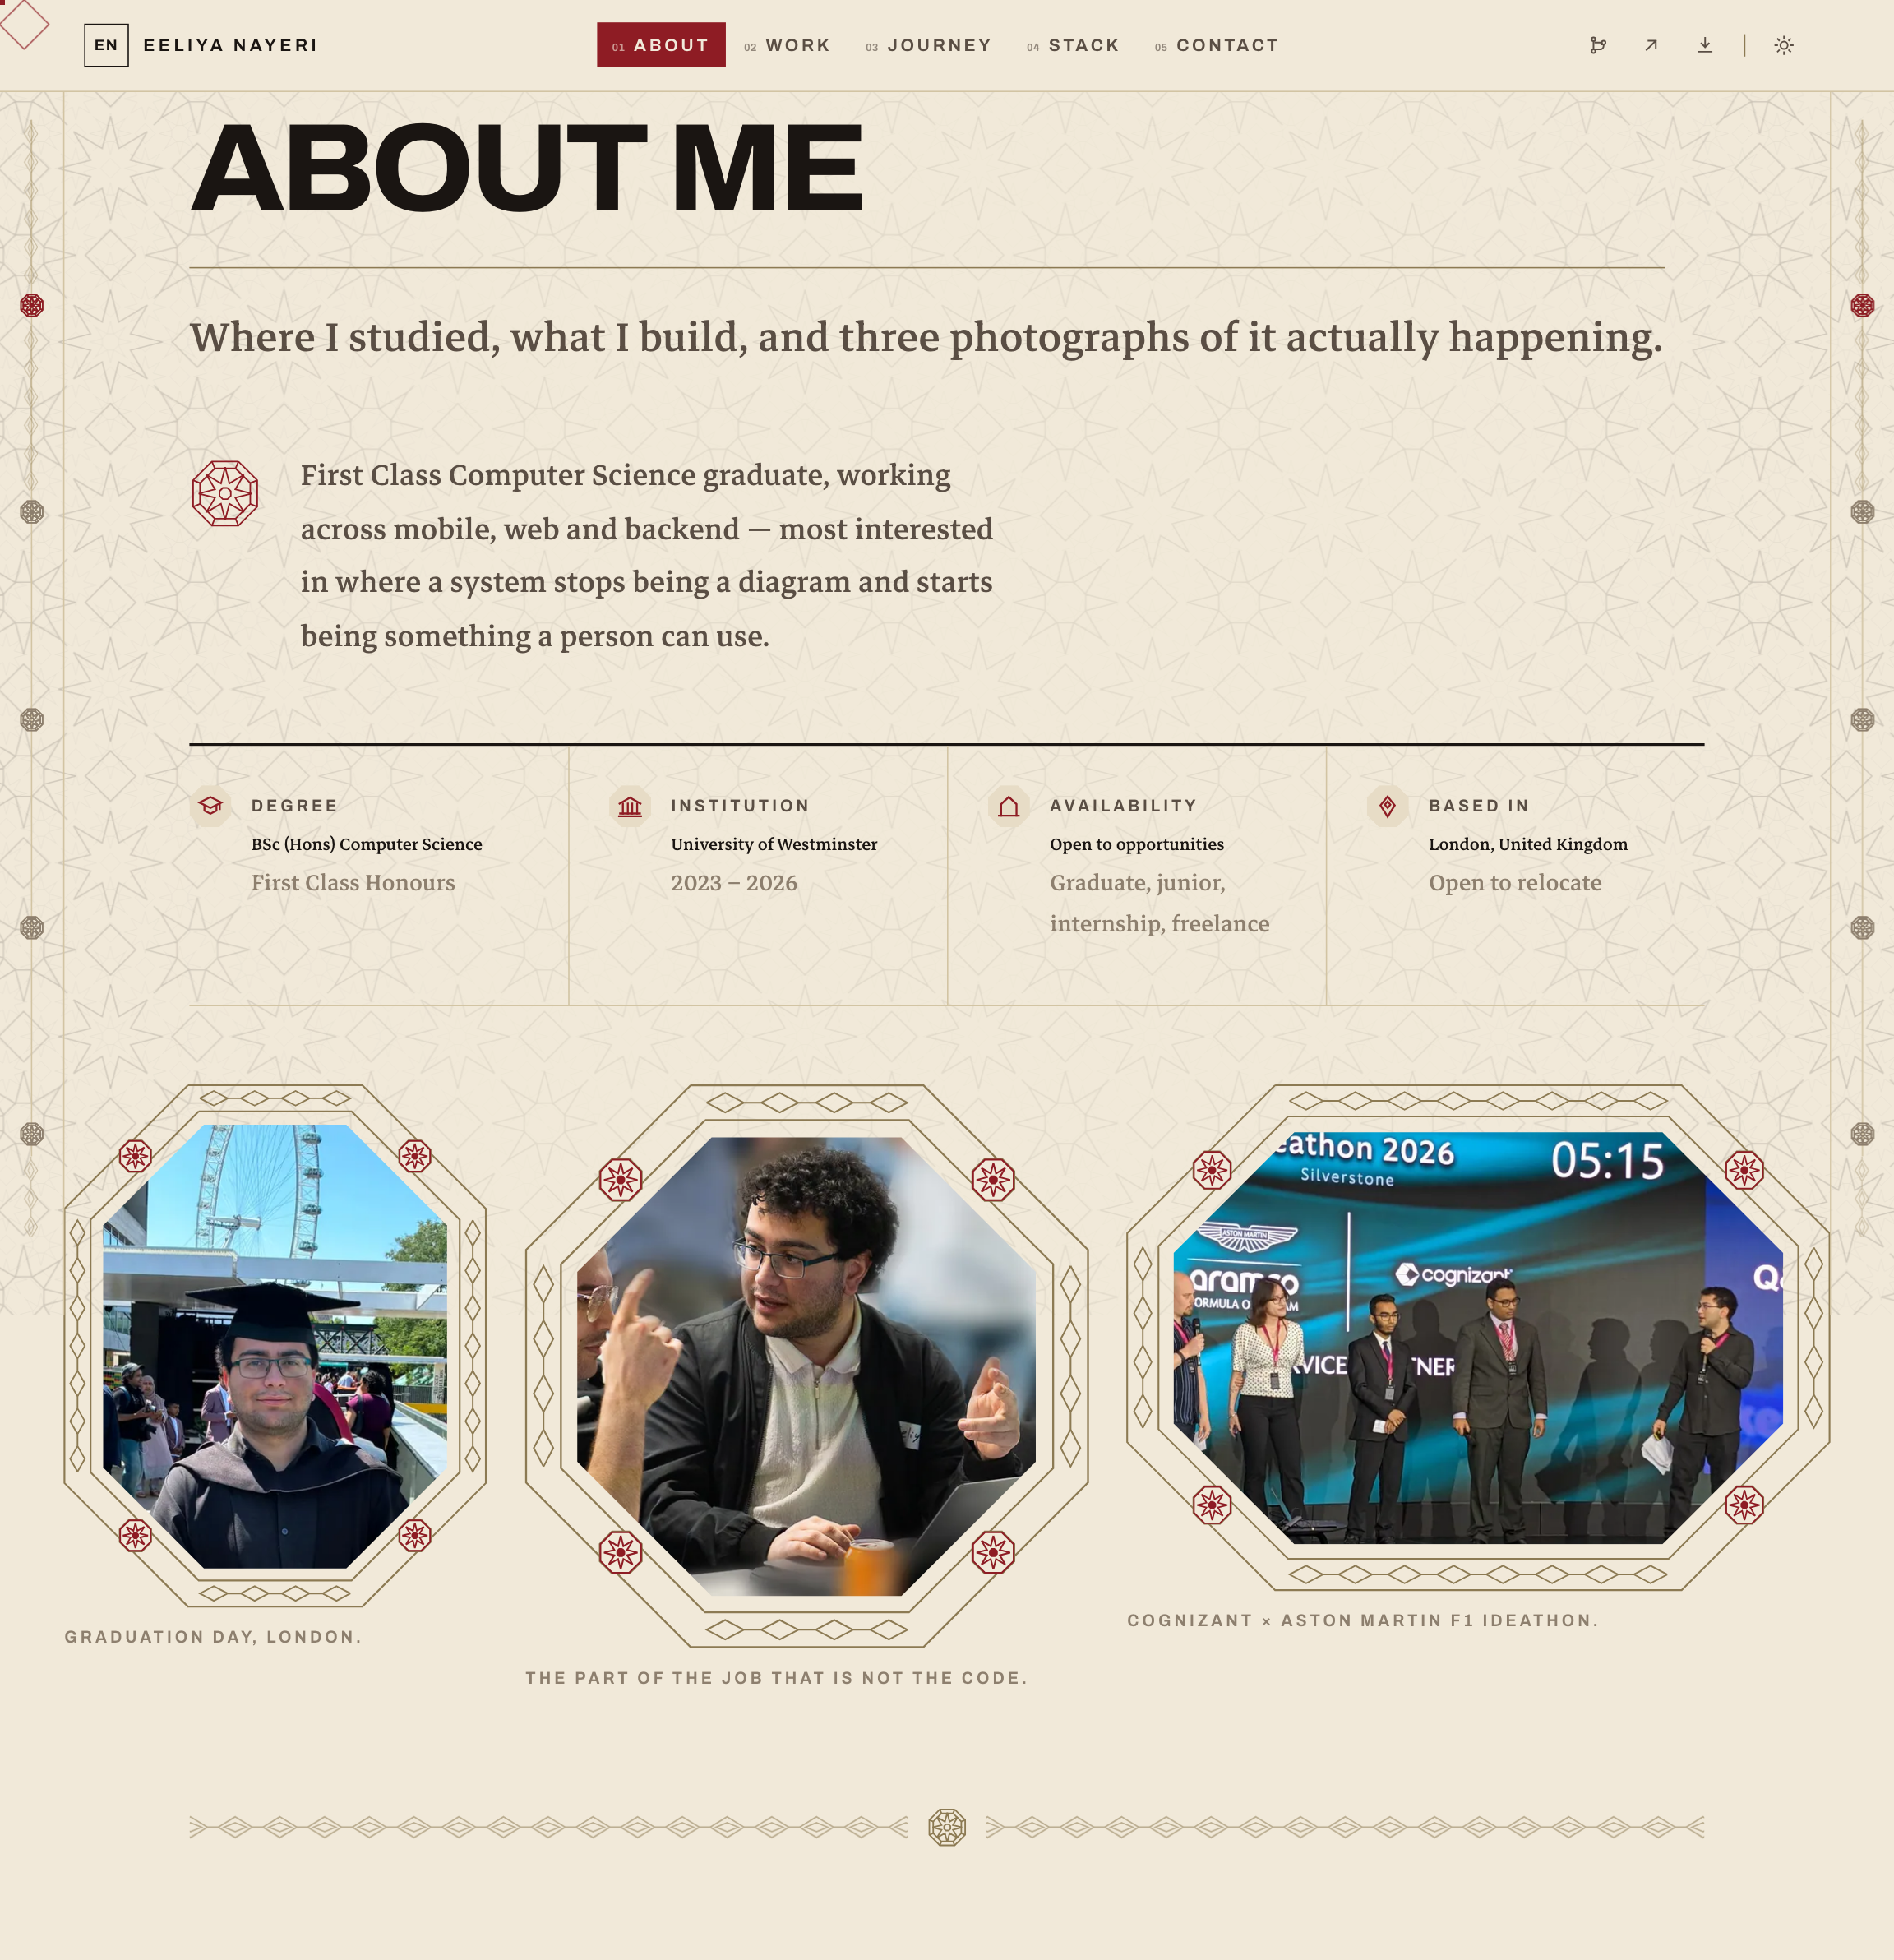 EN EELIYA NAYERI
01 ABOUT
02 WORK
03 JOURNEY
04 STACK
05 CONTACT
ABOUT ME
Where I studied, what I build, and three photographs of it actually happening.
First Class Computer Science graduate, working
across mobile, web and backend — most interested
in where a system stops being a diagram and starts
being something a person can use.
DEGREE
BSc (Hons) Computer Science
First Class Honours
INSTITUTION
University of Westminster
2023 – 2026
AVAILABILITY
Open to opportunities
Graduate, junior,
internship, freelance
BASED IN
London, United Kingdom
Open to relocate
eathon 2026
Silverstone
05:15
ASTON MARTIN
aramco
cognizant
GRADUATION DAY, LONDON.
THE PART OF THE JOB THAT IS NOT THE CODE.
COGNIZANT × ASTON MARTIN F1 IDEATHON.